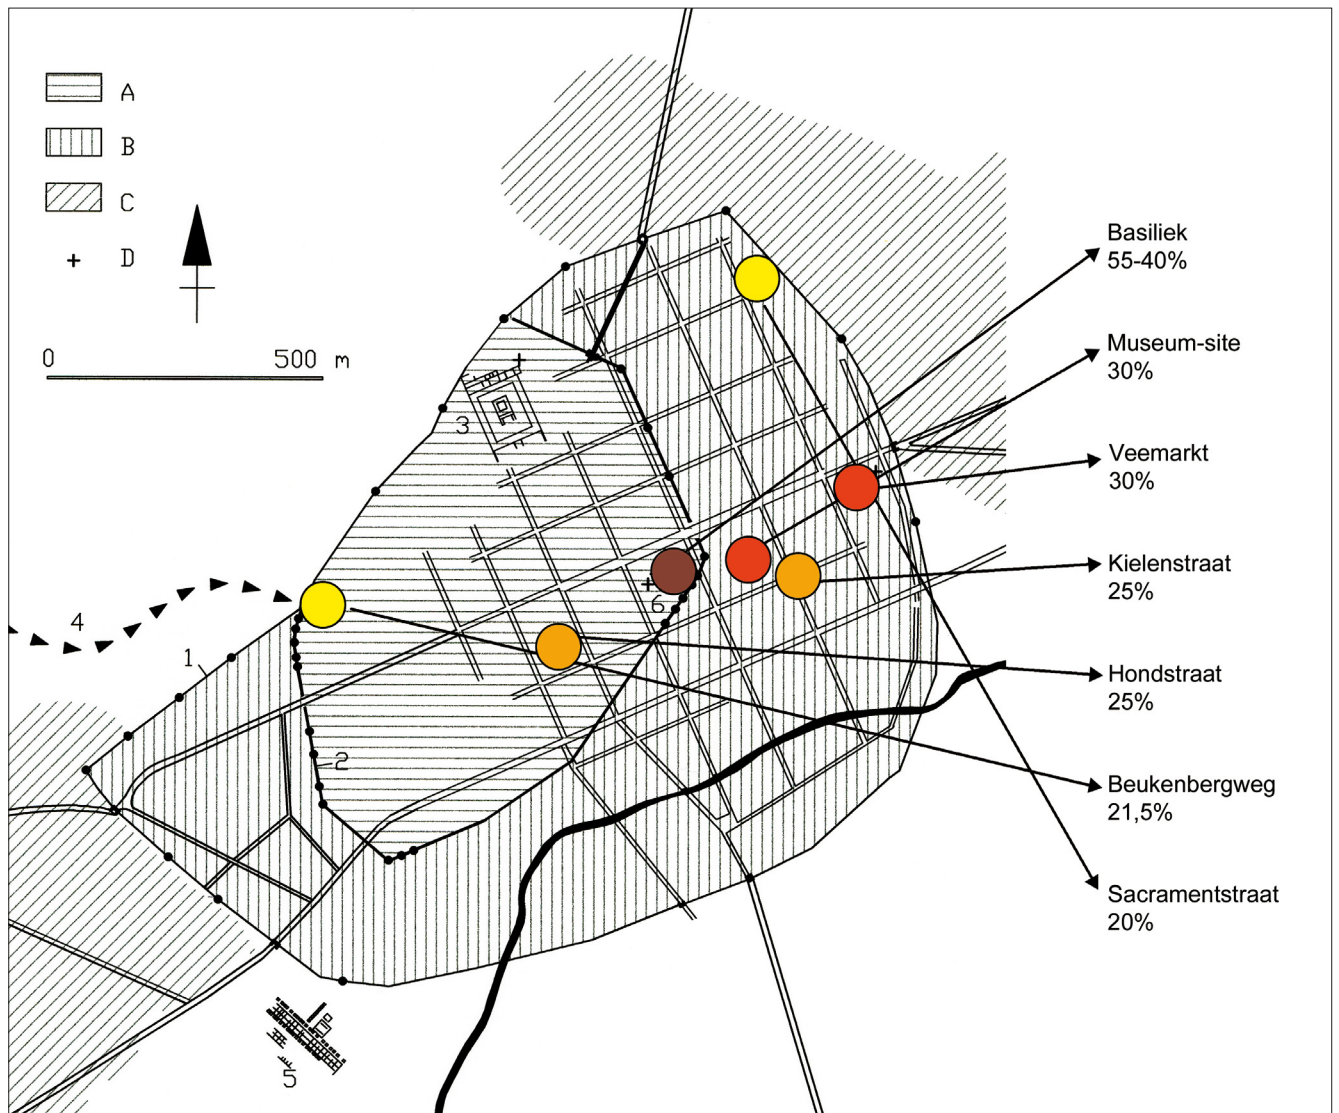 A
B
C
D
0 500 m
1
2
3
4
5
6
Basiliek
55-40%
Museum-site
30%
Veemarkt
30%
Kielenstraat
25%
Hondstraat
25%
Beukenbergweg
21,5%
Sacramentstraat
20%